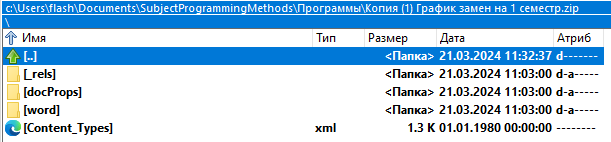 c:\Users\flash\Documents\SubjectProgrammingMethods\Программы\Копия (1) График замен на 1 семестр.zip
\
Имя Тип Размер Дата Атриб
[..] <Папка> 21.03.2024 11:32:37 d-------
[_rels] <Папка> 21.03.2024 11:03:00 d-a-----
[docProps] <Папка> 21.03.2024 11:03:00 d-a-----
[word] <Папка> 21.03.2024 11:03:00 d-a-----
[Content_Types] xml 1.3 K 01.01.1980 00:00:00 --------